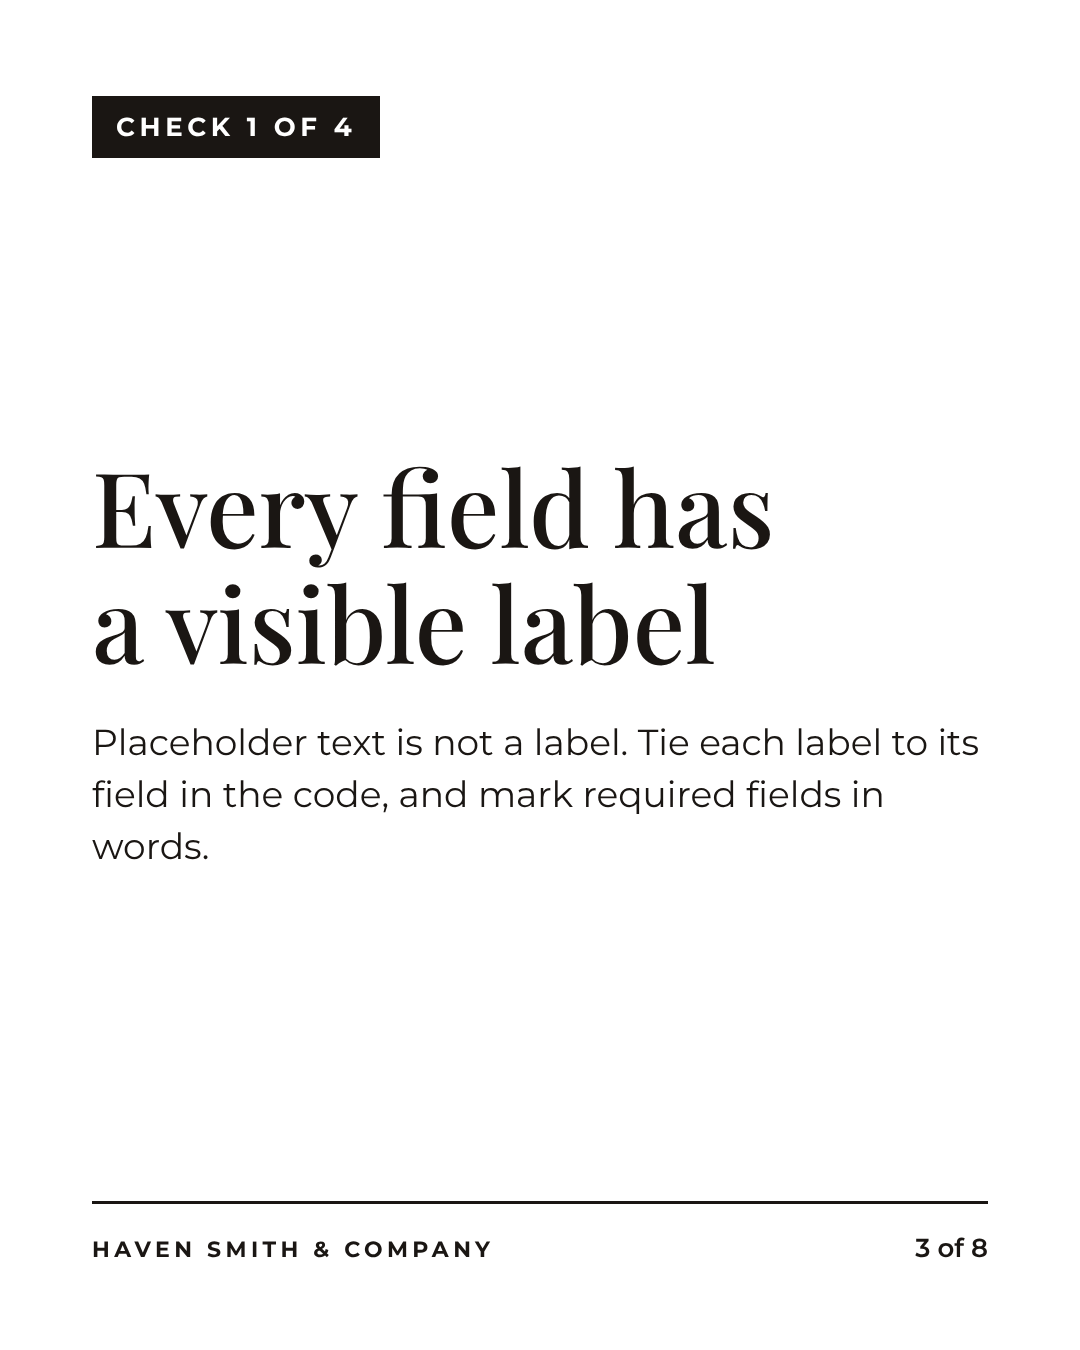 CHECK 1 OF 4
Every field has
a visible label
Placeholder text is not a label. Tie each label to its
field in the code, and mark required fields in
words.
HAVEN SMITH & COMPANY
3 of 8